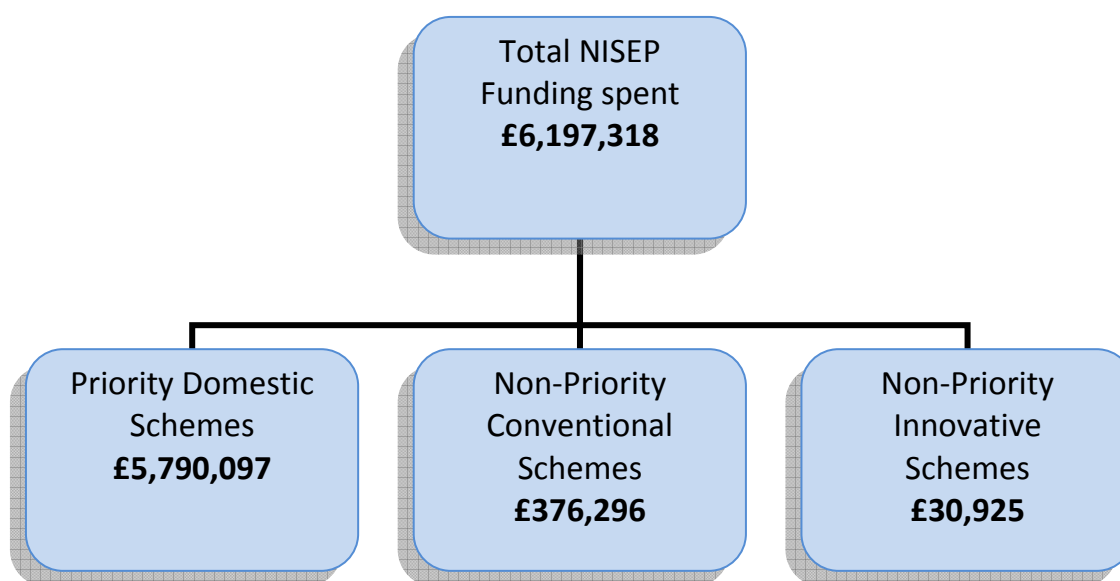 Total NISEP
Funding spent
£6,197,318
Priority Domestic
Schemes
£5,790,097
Non-Priority
Conventional
Schemes
£376,296
Non-Priority
Innovative
Schemes
£30,925